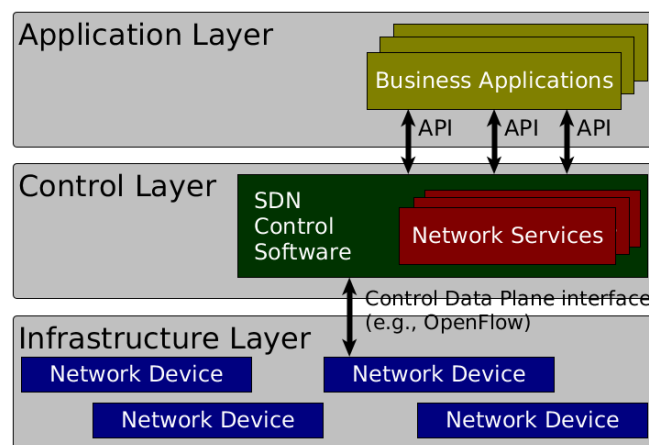 Application Layer
Business Applications
API API API
Control Layer
SDN
Control
Software
Network Services
Control Data Plane interface
(e.g., OpenFlow)
Infrastructure Layer
Network Device Network Device
Network Device Network Device